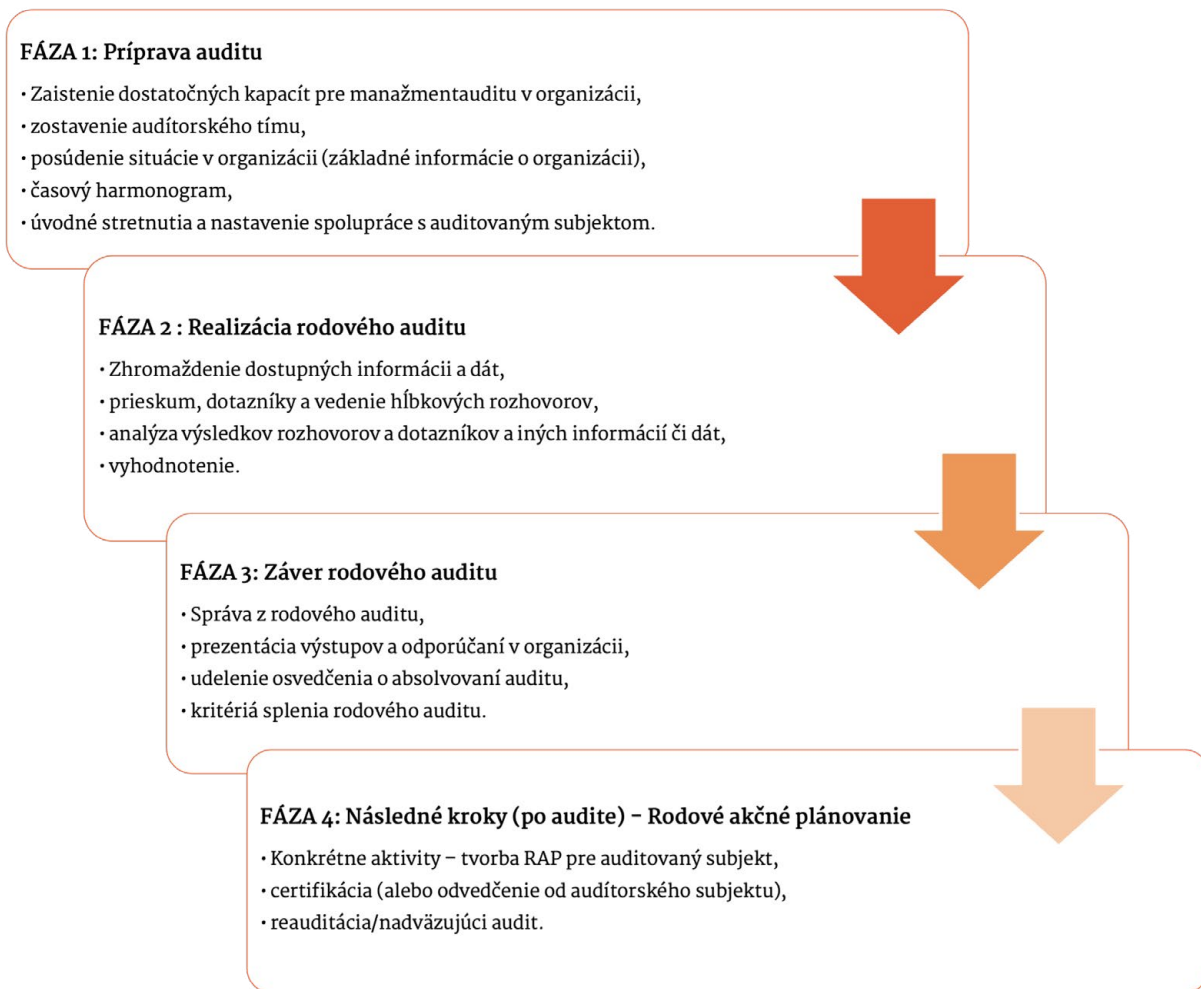 FÁZA 1: Príprava auditu
· Zaistenie dostatočných kapacít pre manažmentauditu v organizácii,
· zostavenie audítorského tímu,
· posúdenie situácie v organizácii (základné informácie o organizácii),
· časový harmonogram,
· úvodné stretnutia a nastavenie spolupráce s auditovaným subjektom.
FÁZA 2 : Realizácia rodového auditu
· Zhromaždenie dostupných informácii a dát,
· prieskum, dotazníky a vedenie hĺbkových rozhovorov,
· analýza výsledkov rozhovorov a dotazníkov a iných informácií či dát,
· vyhodnotenie.
FÁZA 3: Záver rodového auditu
· Správa z rodového auditu,
· prezentácia výstupov a odporúčaní v organizácii,
· udelenie osvedčenia o absolvovaní auditu,
· kritériá splenia rodového auditu.
FÁZA 4: Následné kroky (po audite) – Rodové akčné plánovanie
· Konkrétne aktivity – tvorba RAP pre auditovaný subjekt,
· certifikácia (alebo odvedčenie od audítorského subjektu),
· reauditácia/nadväzujúci audit.